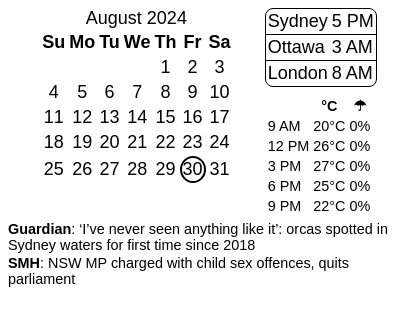 August 2024
Su Mo Tu We Th Fr Sa
1 2 3
4 5 6 7 8 9 10
11 12 13 14 15 16 17
18 19 20 21 22 23 24
25 26 27 28 29 30 31
Sydney 5 PM
Ottawa 3 AM
London 8 AM
°C ☂
9 AM 20°C 0%
12 PM 26°C 0%
3 PM 27°C 0%
6 PM 25°C 0%
9 PM 22°C 0%
Guardian: ‘I’ve never seen anything like it’: orcas spotted in
Sydney waters for first time since 2018
SMH: NSW MP charged with child sex offences, quits
parliament